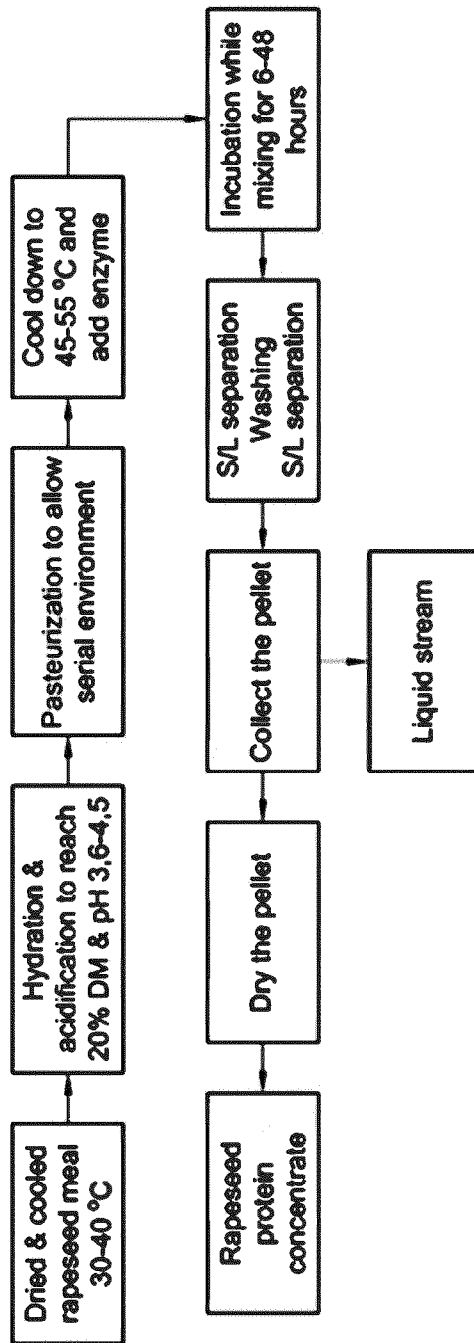 Dried & cooled
rapeseed meal
30-40 ºC
Hydration &
acidification to reach
20% DM & pH 3,6-4,5
Pasteurization to allow
serial environment
Cool down to
45-55 ºC and
add enzyme
Incubation while
mixing for 6-48
hours
S/L separation
Washing
S/L separation
Collect the pellet
Liquid stream
Dry the pellet
Rapeseed
protein
concentrate